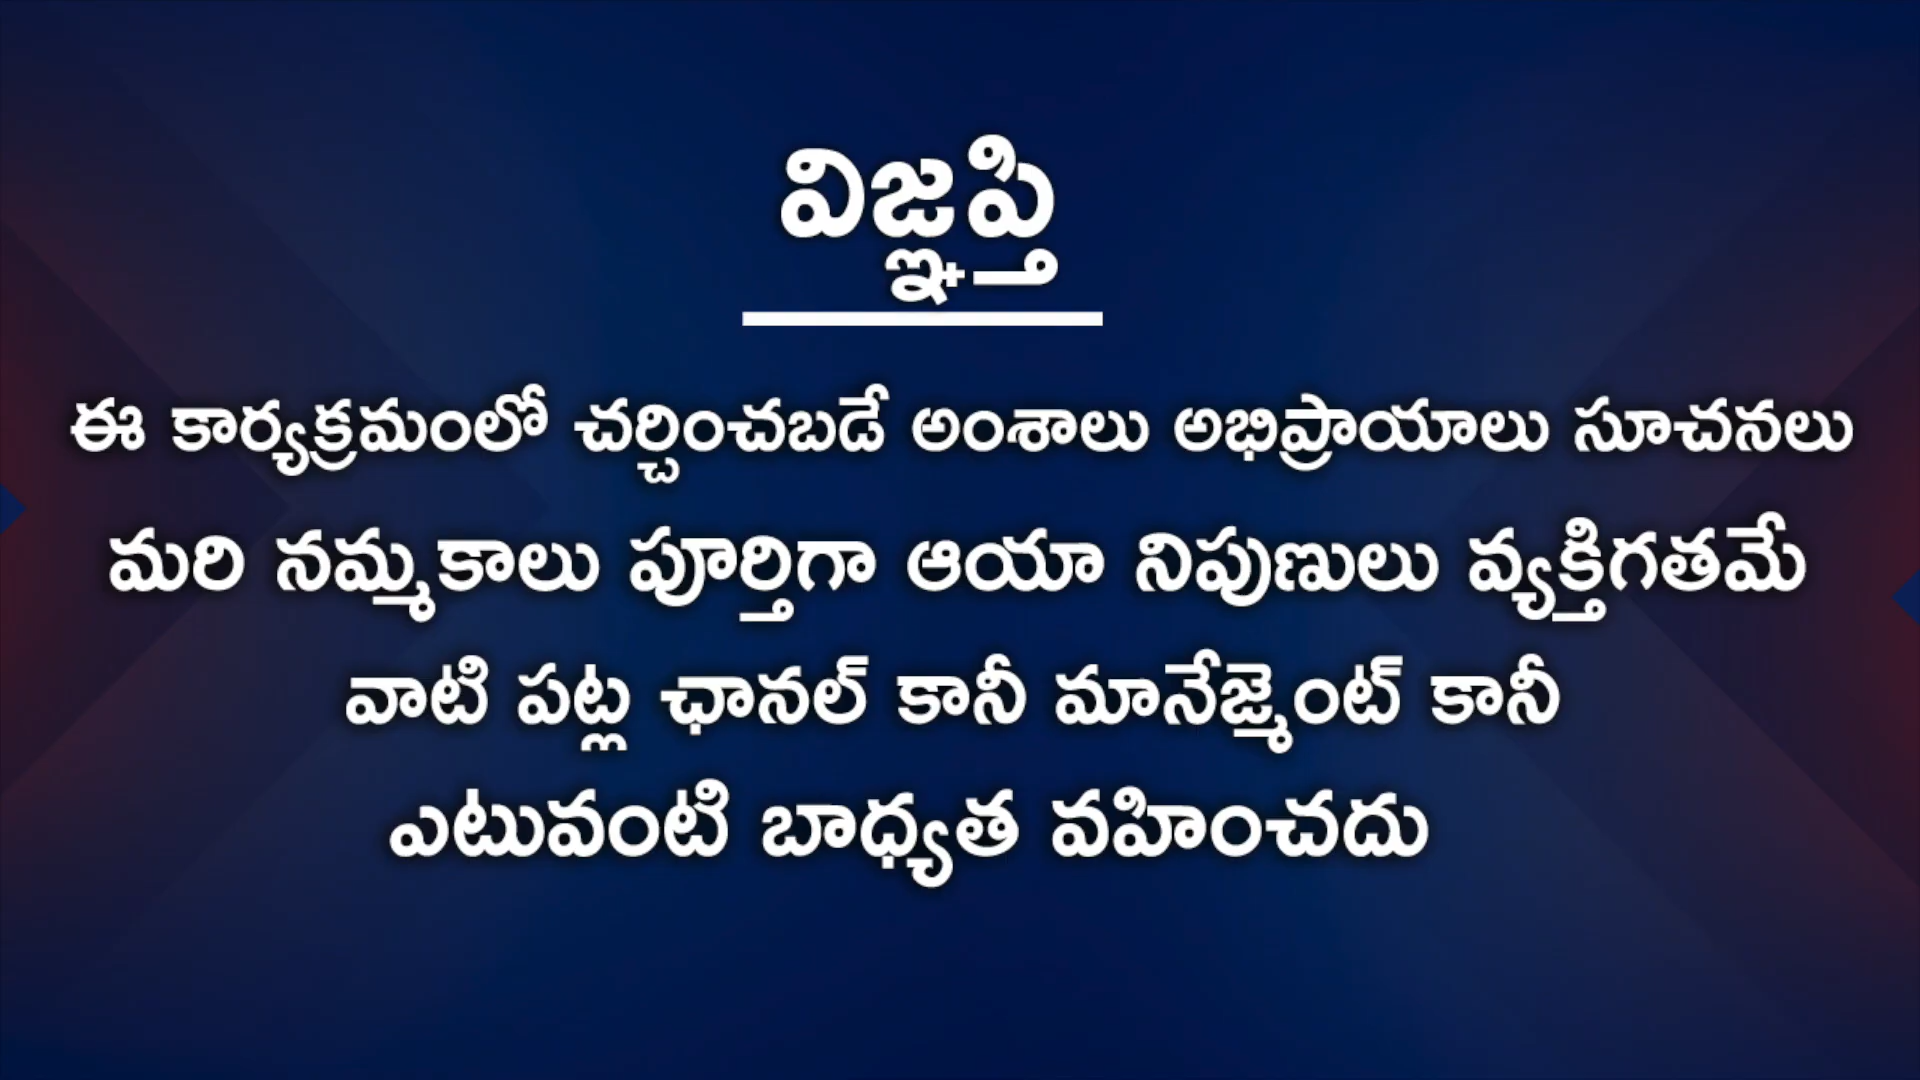 విజ్ఞప్తి
ఈ కార్యక్రమంలో చర్చించబడే అంశాలు అభిప్రాయాలు సూచనలు
మరి నమ్మకాలు పూర్తిగా ఆయా నిపుణులు వ్యక్తిగతమే
వాటి పట్ల ఛానల్ కానీ మానేజ్మెంట్ కానీ
ఎటువంటి బాధ్యత వహించదు